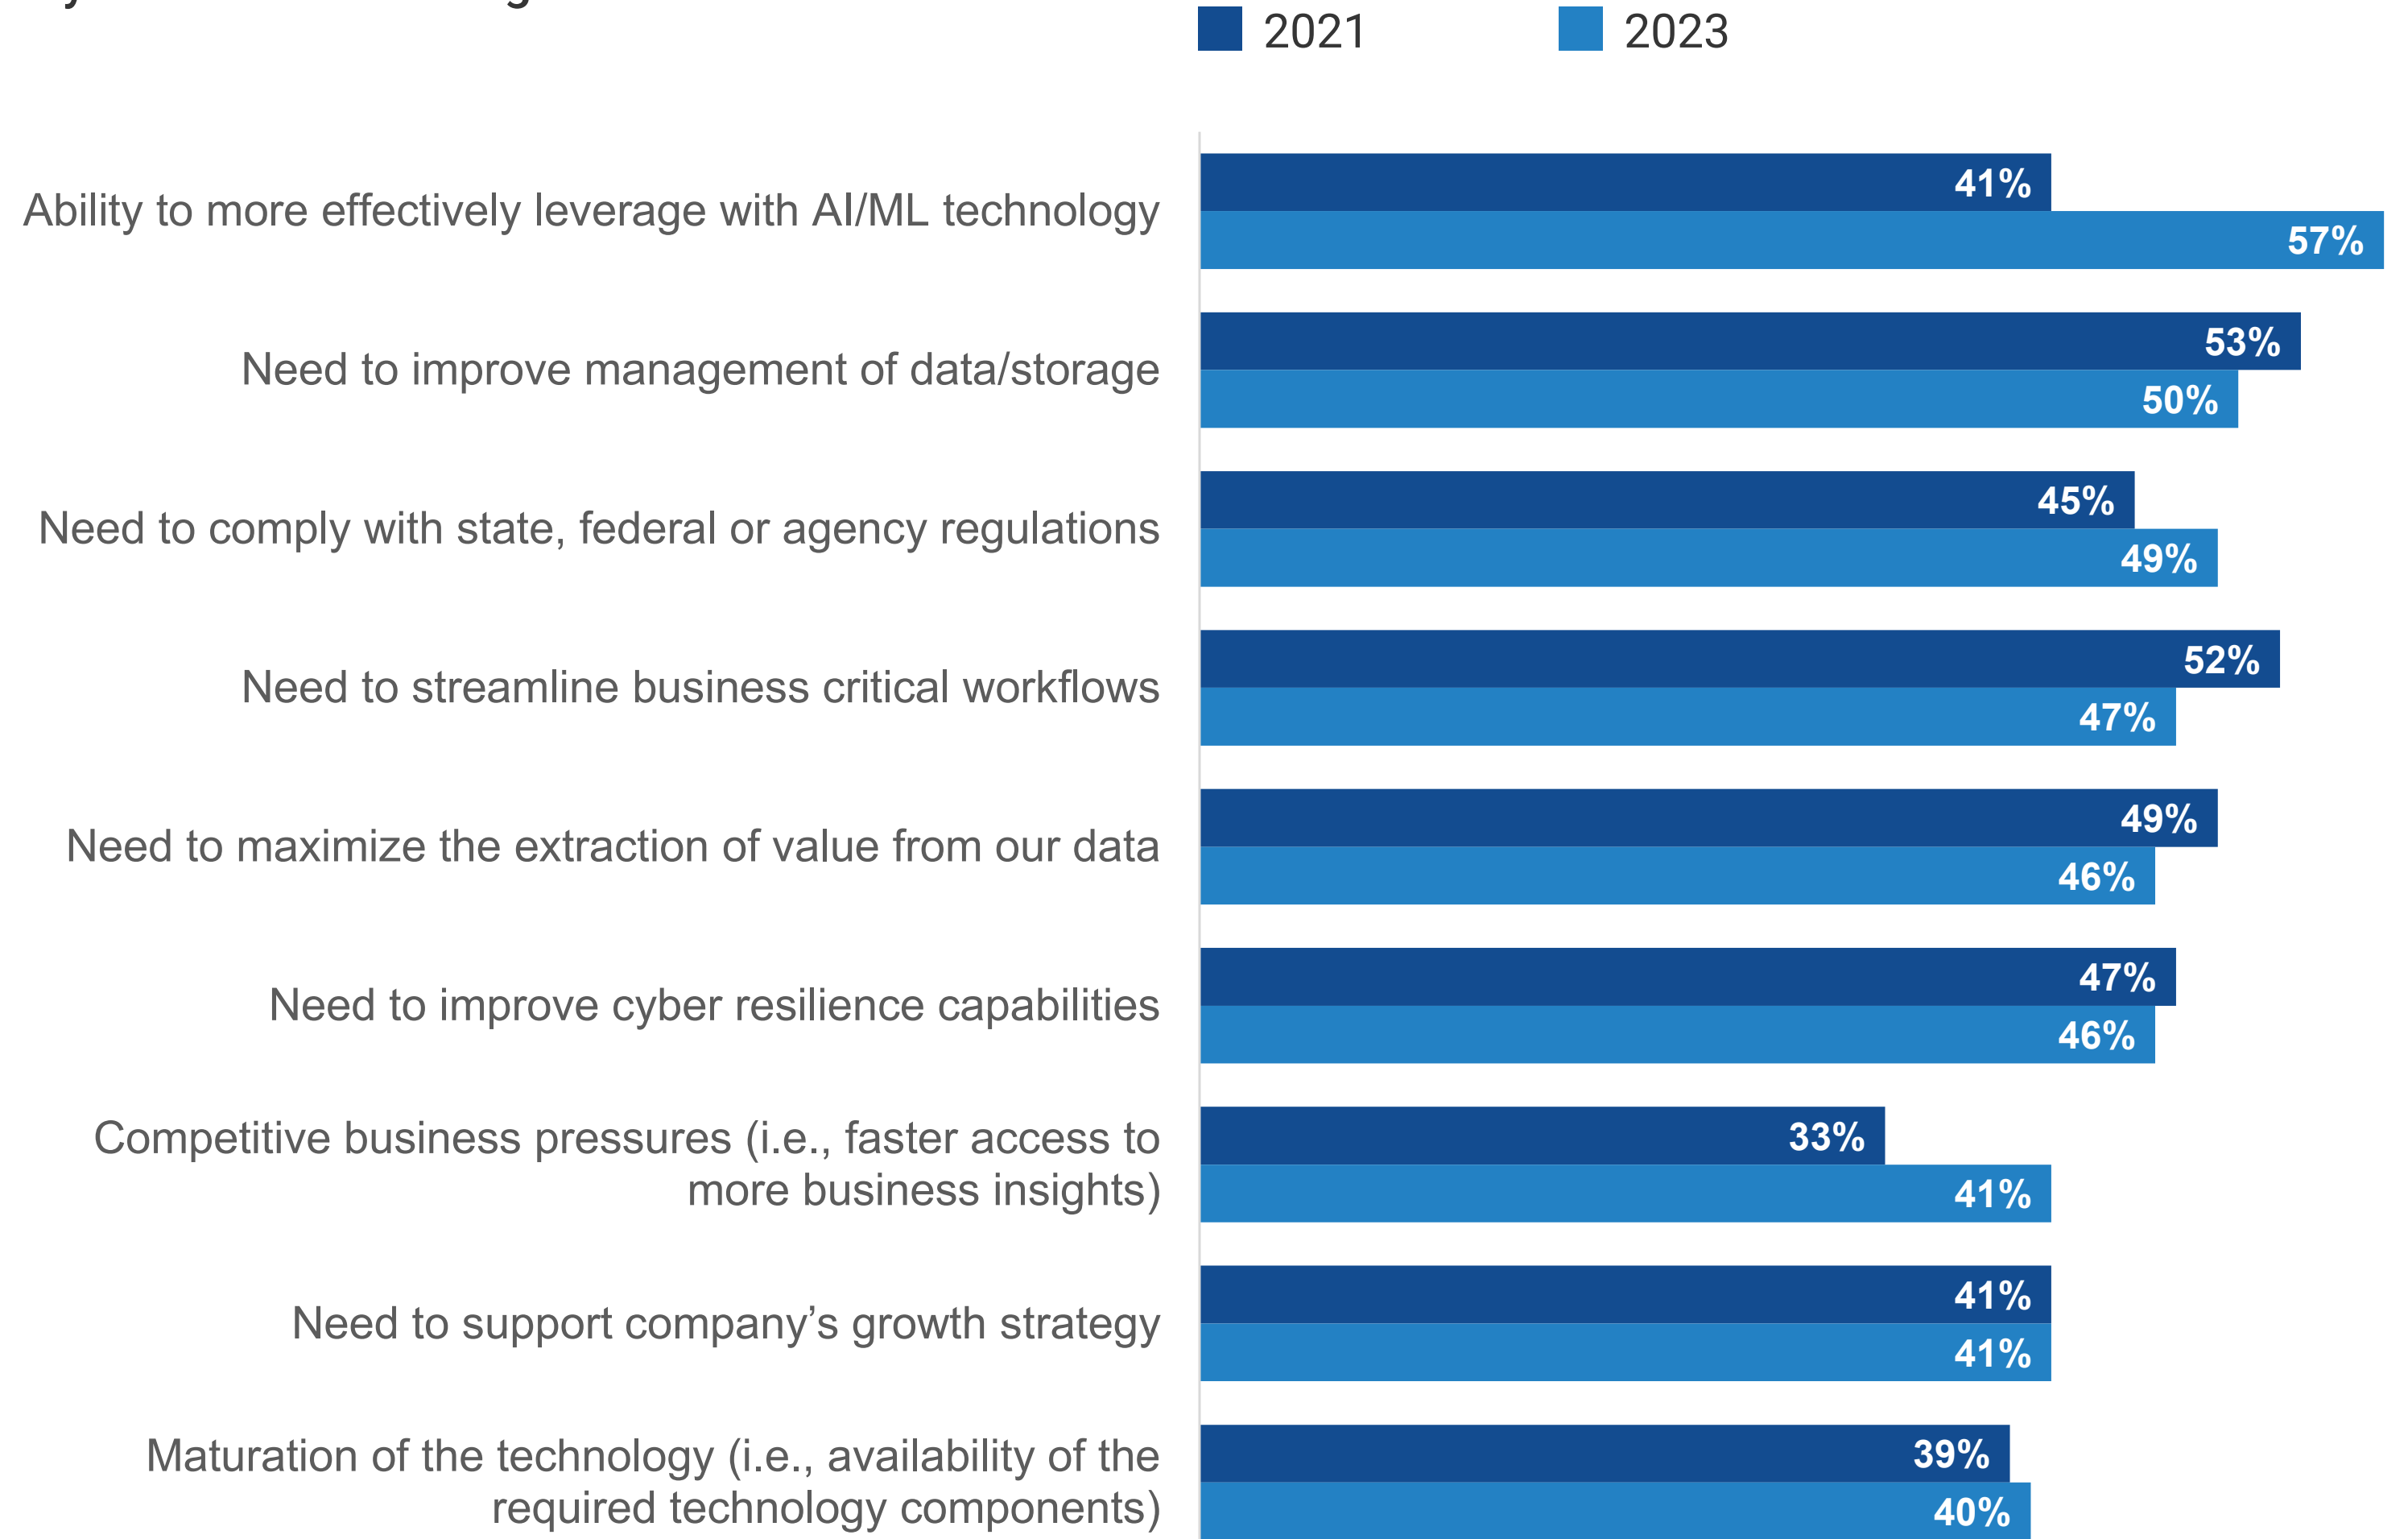 2021 2023
Ability to more effectively leverage with AI/ML technology
41%
57%
Need to improve management of data/storage
53%
50%
Need to comply with state, federal or agency regulations
45%
49%
Need to streamline business critical workflows
52%
47%
Need to maximize the extraction of value from our data
49%
46%
Need to improve cyber resilience capabilities
47%
46%
Competitive business pressures (i.e., faster access to
more business insights)
33%
41%
Need to support company’s growth strategy
41%
41%
Maturation of the technology (i.e., availability of the
required technology components)
39%
40%